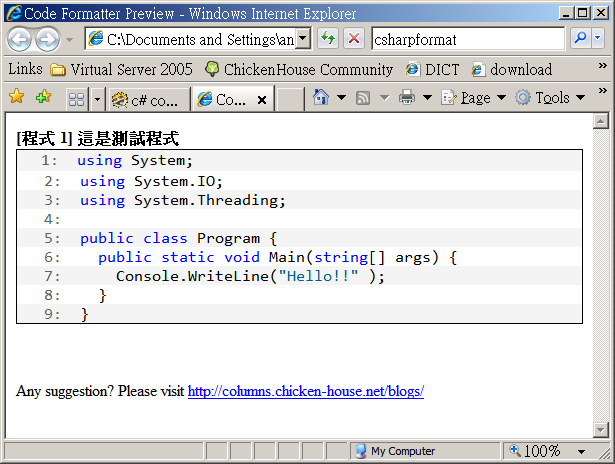 Code Formatter Preview - Windows Internet Explorer
C:\Documents and Settings\an
csharpformat
Links Virtual Server 2005 ChickenHouse Community DICT download »
c# co... Co... Page Tools »
[程式 1] 這是測試程式
1: using System;
2: using System.IO;
3: using System.Threading;
4:
5: public class Program {
6: public static void Main(string[] args) {
7: Console.WriteLine("Hello!!" );
8: }
9: }
Any suggestion? Please visit http://columns.chicken-house.net/blogs/
My Computer 100%